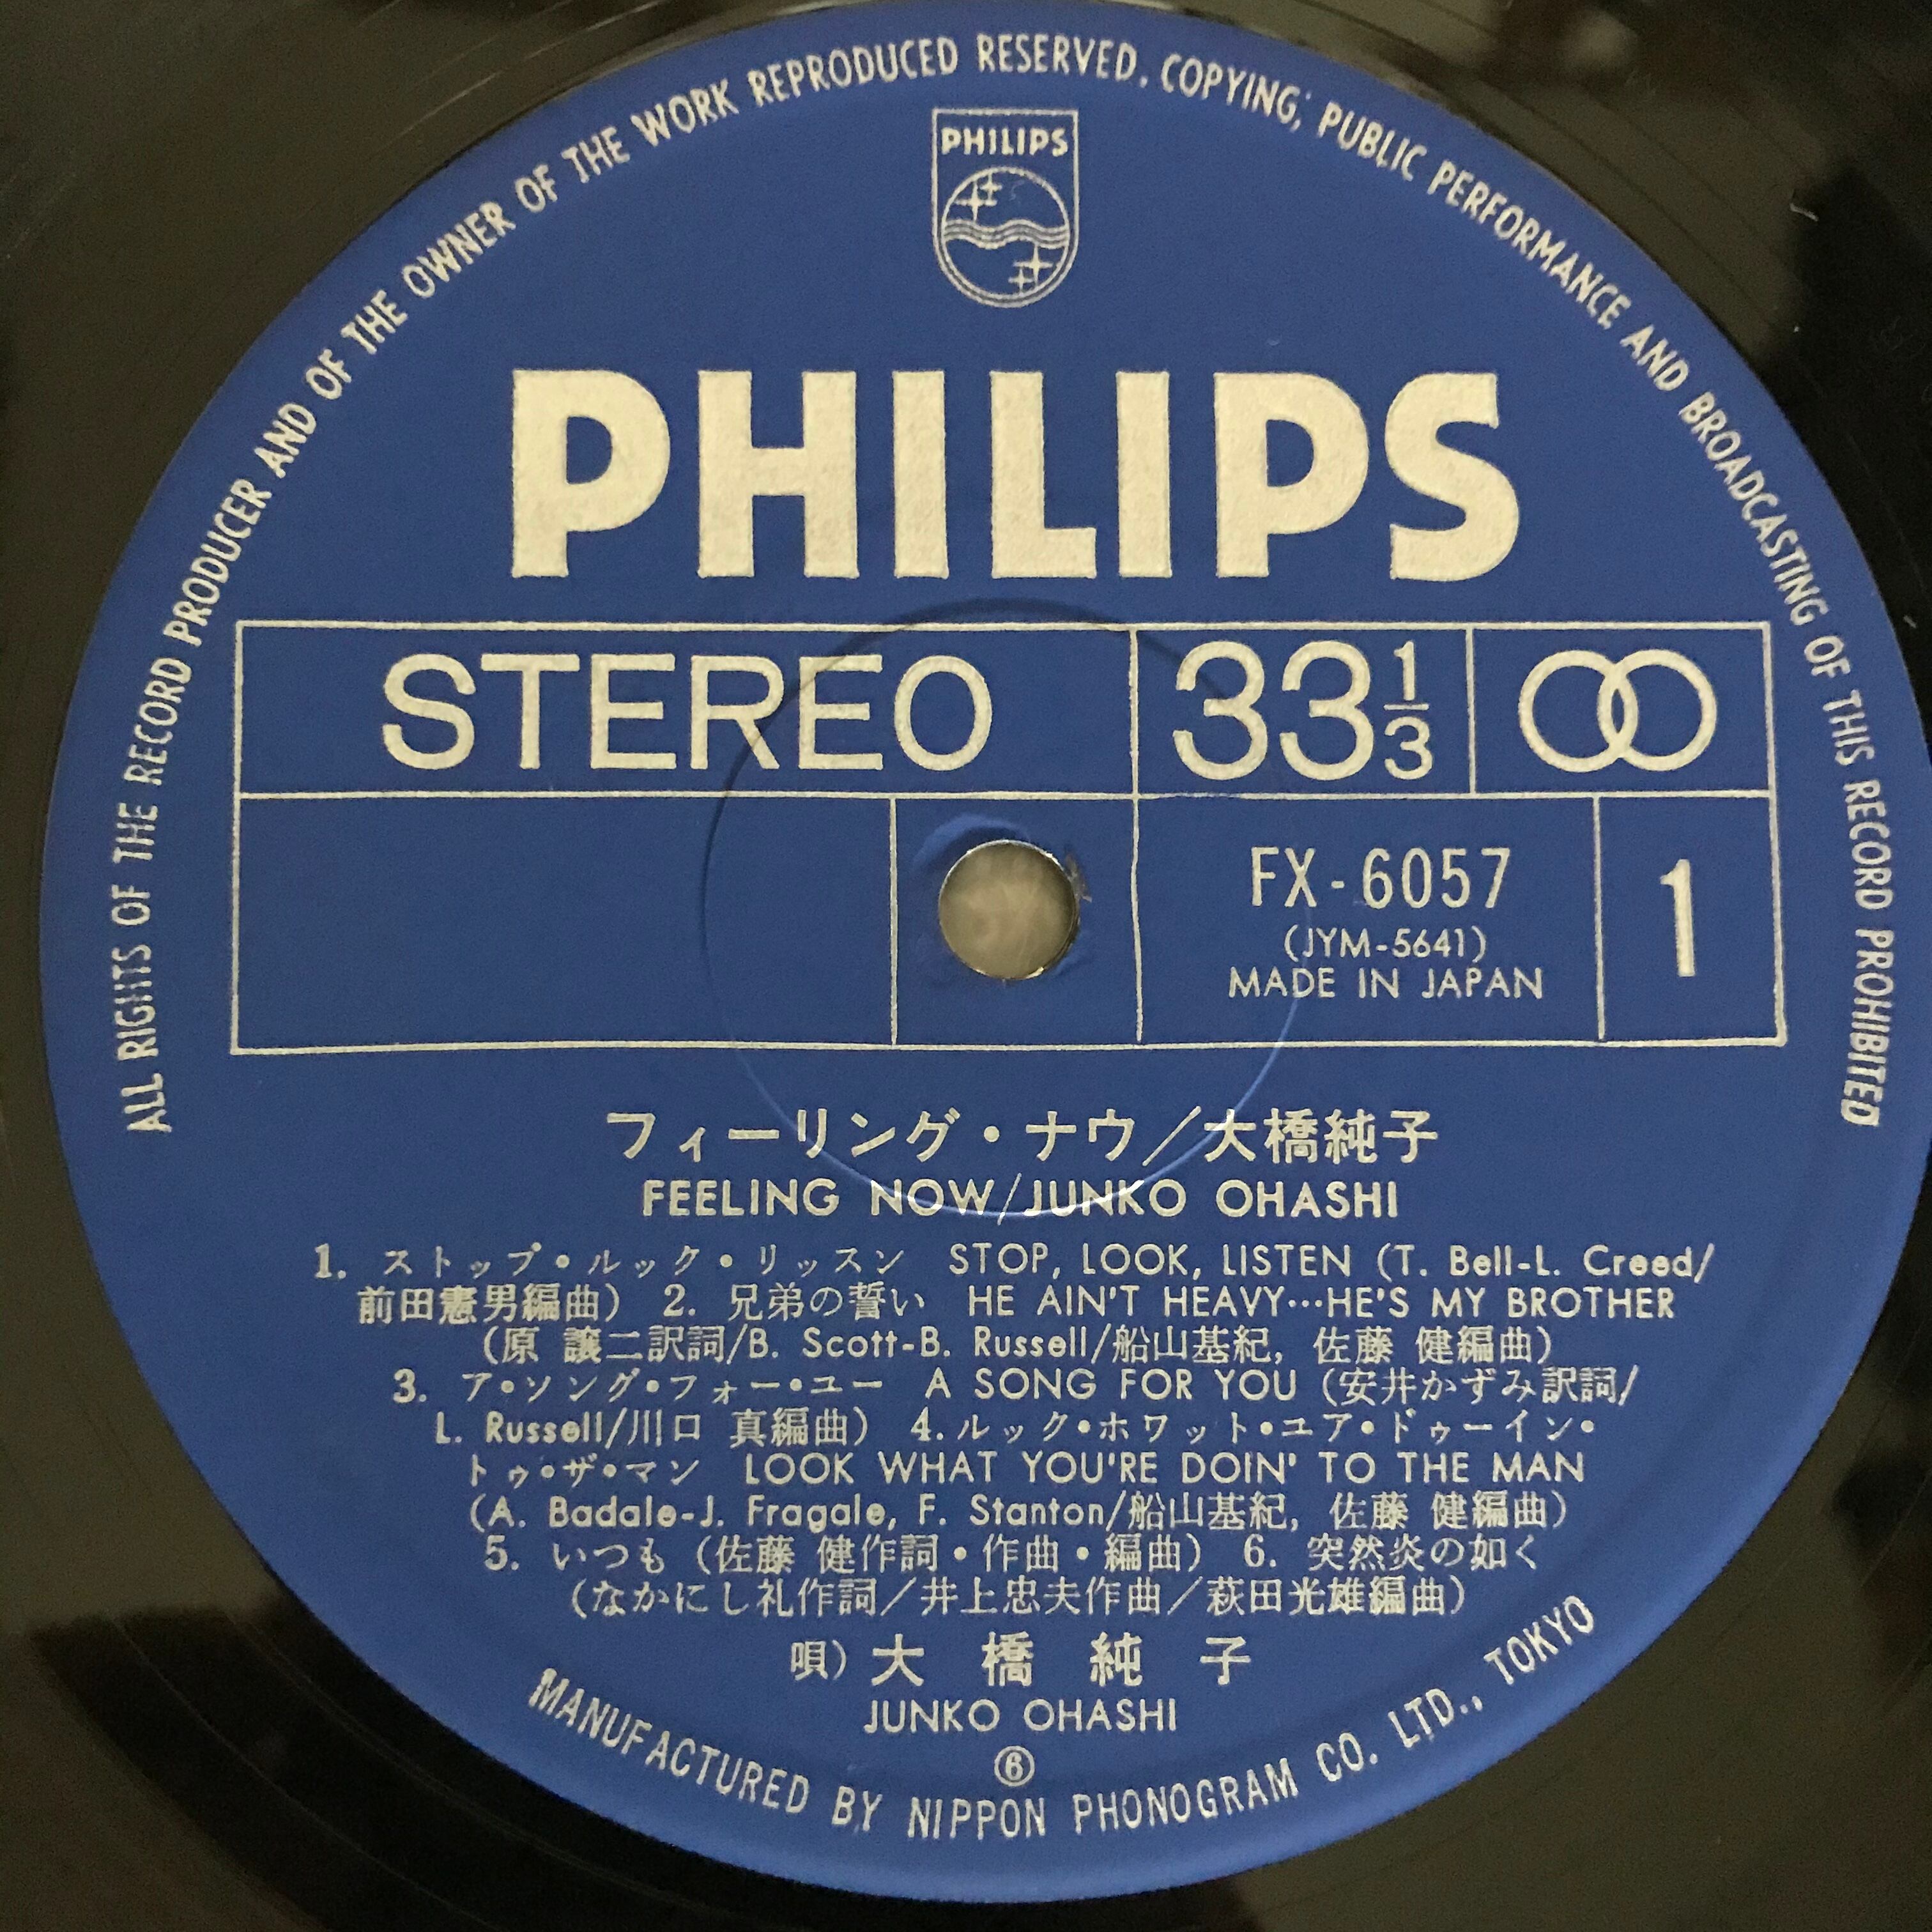 ALL RIGHTS OF THE RECORD PRODUCER AND OF THE OWNER OF THE WORK REPRODUCED RESERVED. COPYING, PUBLIC PERFORMANCE AND BROADCASTING OF THIS RECORD PROHIBITED
PHILIPS
PHILIPS
STEREO 33 1/3
FX-6057
(JYM-5641)
MADE IN JAPAN
1
フィーリング・ナウ／大橋純子
FEELING NOW/JUNKO OHASHI
1. ストップ・ルック・リッスン STOP, LOOK, LISTEN (T. Bell-L. Creed/
前田憲男編曲) 2. 兄弟の誓い HE AIN'T HEAVY…HE'S MY BROTHER
(原 譲二訳詞/B. Scott-B. Russell/船山基紀, 佐藤 健編曲)
3. ア・ソング・フォー・ユー A SONG FOR YOU (安井かずみ訳詞/
L. Russell/川口 真編曲) 4. ルック・ホワット・ユア・ドゥーイン・
トゥ・ザ・マン LOOK WHAT YOU'RE DOIN' TO THE MAN
(A. Badale-J. Fragale, F. Stanton/船山基紀, 佐藤 健編曲)
5. いつも (佐藤 健作詞・作曲・編曲) 6. 突然炎の如く
(なかにし礼作詞／井上忠夫作曲／萩田光雄編曲)
唄) 大橋純子
JUNKO OHASHI
⑥
MANUFACTURED BY NIPPON PHONOGRAM CO. LTD., TOKYO